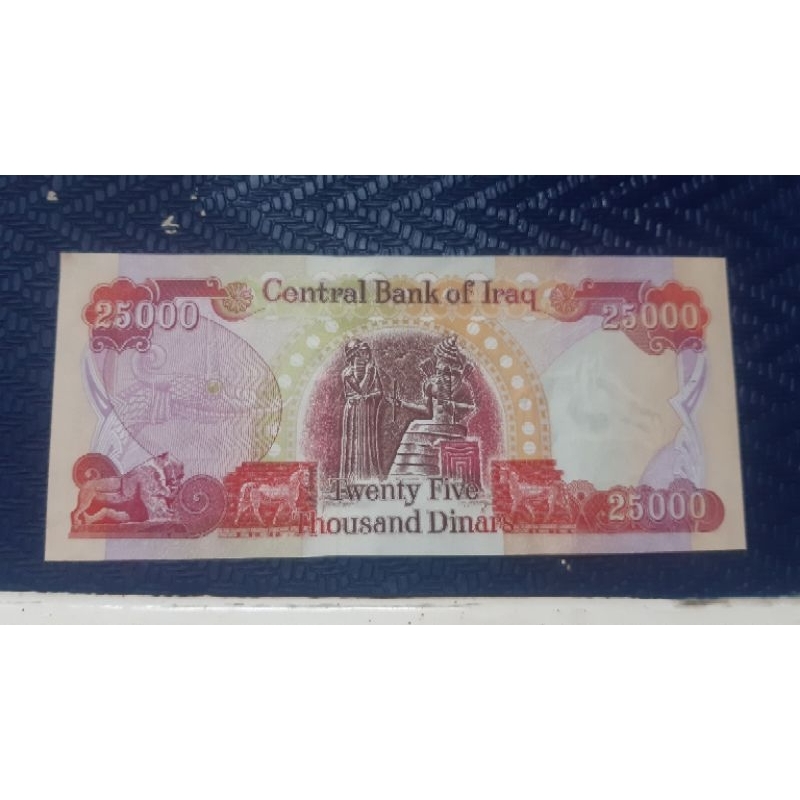 Central Bank of Iraq
25000 25000
Twenty Five
Thousand Dinars
25000